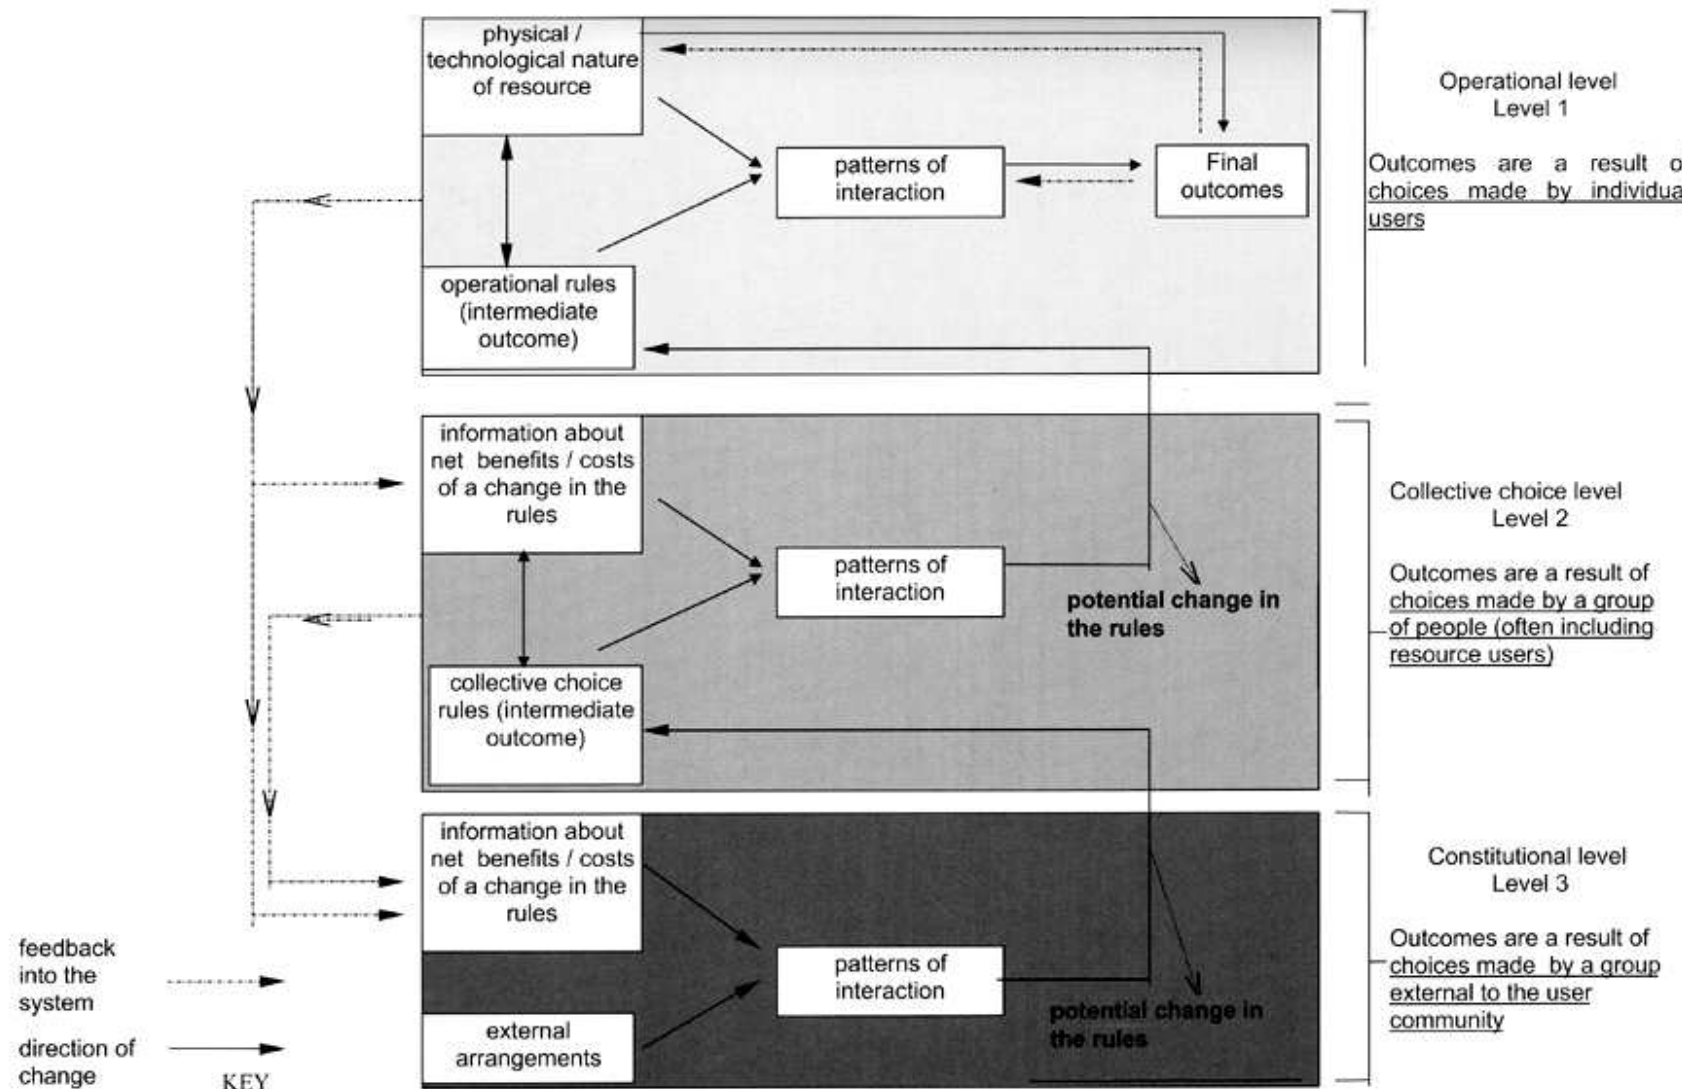 physical /
technological nature
of resource
patterns of
interaction
Final
outcomes
operational rules
(intermediate
outcome)
Operational level
Level 1
Outcomes are a result o
choices made by individua
users
information about
net benefits / costs
of a change in the
rules
patterns of
interaction
potential change in
the rules
collective choice
rules (intermediate
outcome)
Collective choice level
Level 2
Outcomes are a result of
choices made by a group
of people (often including
resource users)
information about
net benefits / costs
of a change in the
rules
patterns of
interaction
potential change in
the rules
external
arrangements
Constitutional level
Level 3
Outcomes are a result of
choices made by a group
external to the user
community
feedback
into the
system
direction of
change
KEY